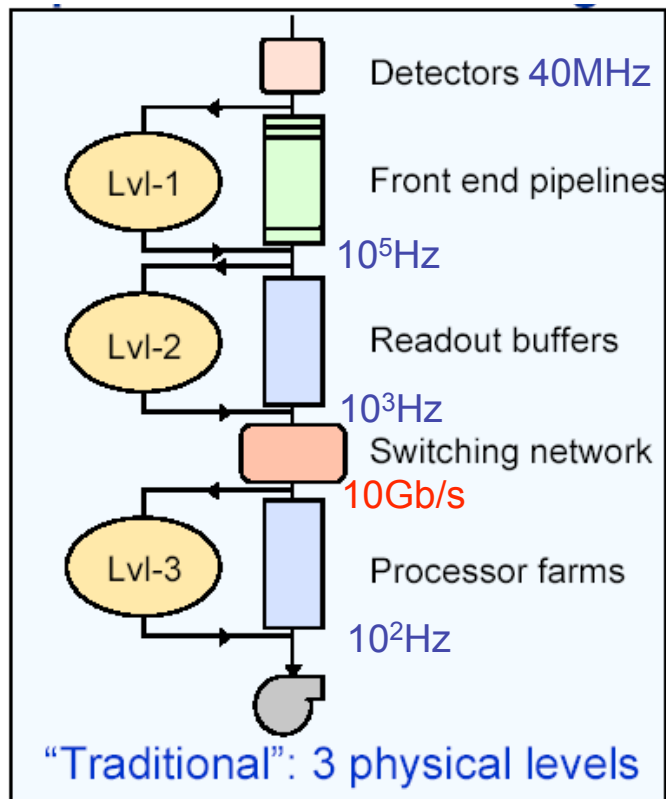 Detectors 40MHz
Lvl-1
Front end pipelines
10⁵Hz
Lvl-2
Readout buffers
10³Hz
Switching network
10Gb/s
Lvl-3
Processor farms
10²Hz
“Traditional”: 3 physical levels